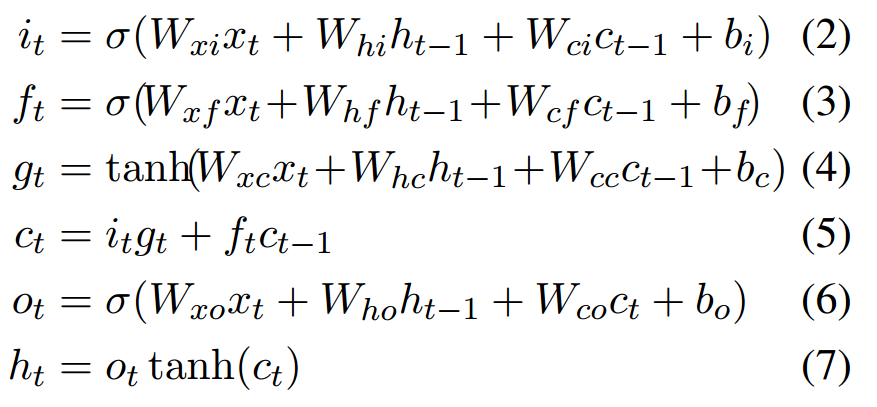 i_t = σ(W_{xi}x_t + W_{hi}h_{t−1} + W_{ci}c_{t−1} + b_i) (2)
f_t = σ(W_{xf}x_t+W_{hf}h_{t−1}+W_{cf}c_{t−1} + b_f) (3)
g_t = tanh(W_{xc}x_t+W_{hc}h_{t−1}+W_{cc}c_{t−1}+b_c) (4)
c_t = i_t g_t + f_t c_{t−1} (5)
o_t = σ(W_{xo}x_t + W_{ho}h_{t−1} + W_{co}c_t + b_o) (6)
h_t = o_t tanh(c_t) (7)